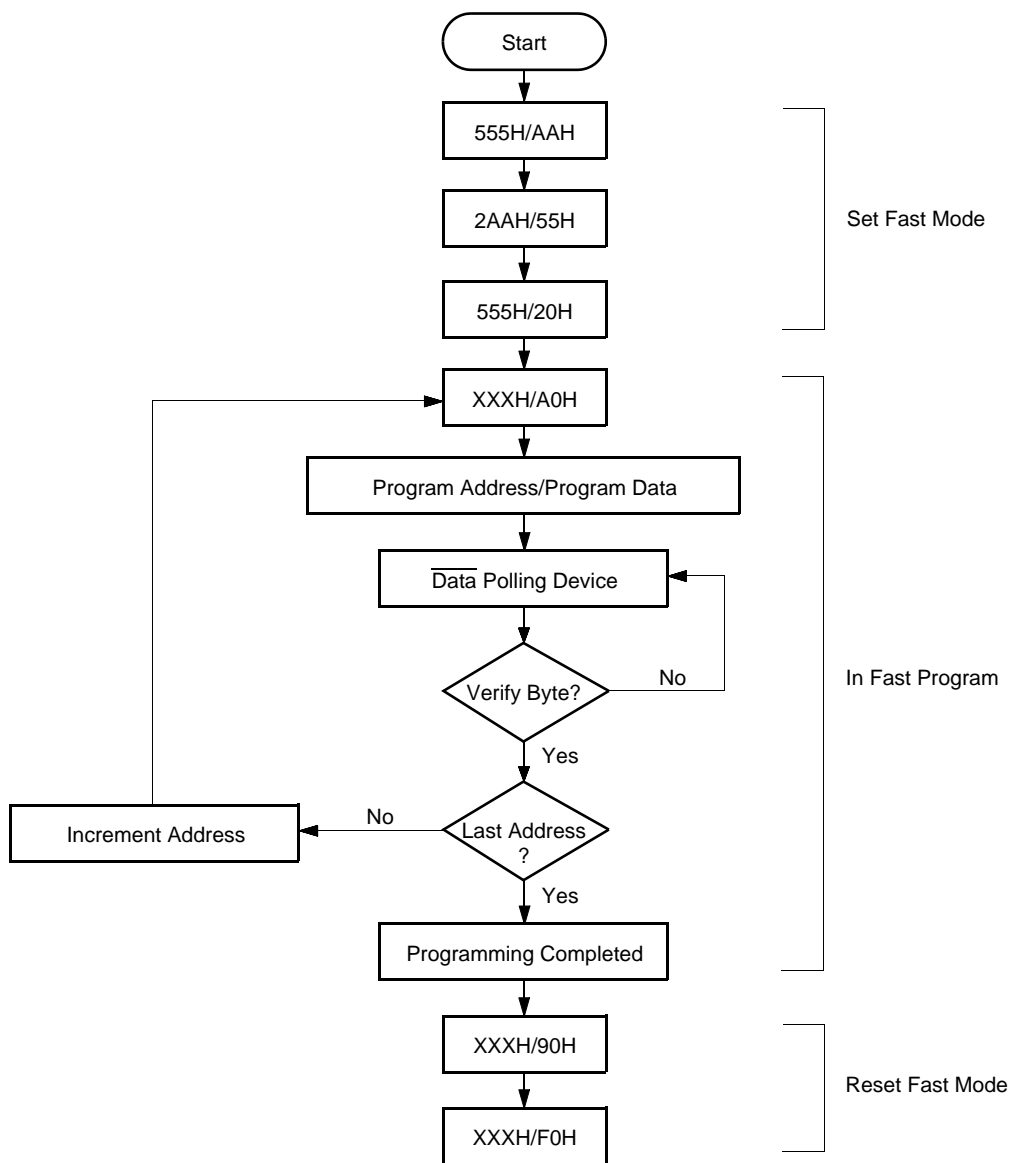 Start
555H/AAH
2AAH/55H
Set Fast Mode
555H/20H
XXXH/A0H
Program Address/Program Data
Data Polling Device
Verify Byte?
No
In Fast Program
Yes
Increment Address
No
Last Address
?
Yes
Programming Completed
XXXH/90H
Reset Fast Mode
XXXH/F0H